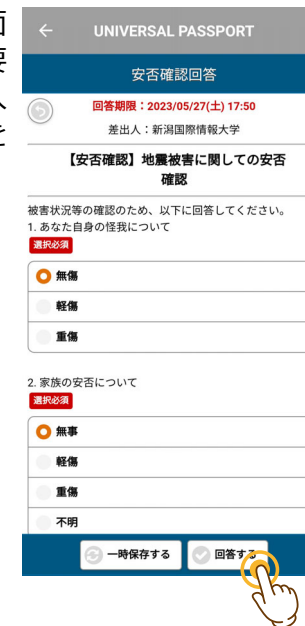 UNIVERSAL PASSPORT
安否確認回答
回答期限：2023/05/27(土) 17:50
差出人：新潟国際情報大学
【安否確認】地震被害に関しての安否
確認
被害状況等の確認のため、以下に回答してください。
1. あなた自身の怪我について
選択必須
無傷
軽傷
重傷
2. 家族の安否について
選択必須
無事
軽傷
重傷
不明
一時保存する
回答する